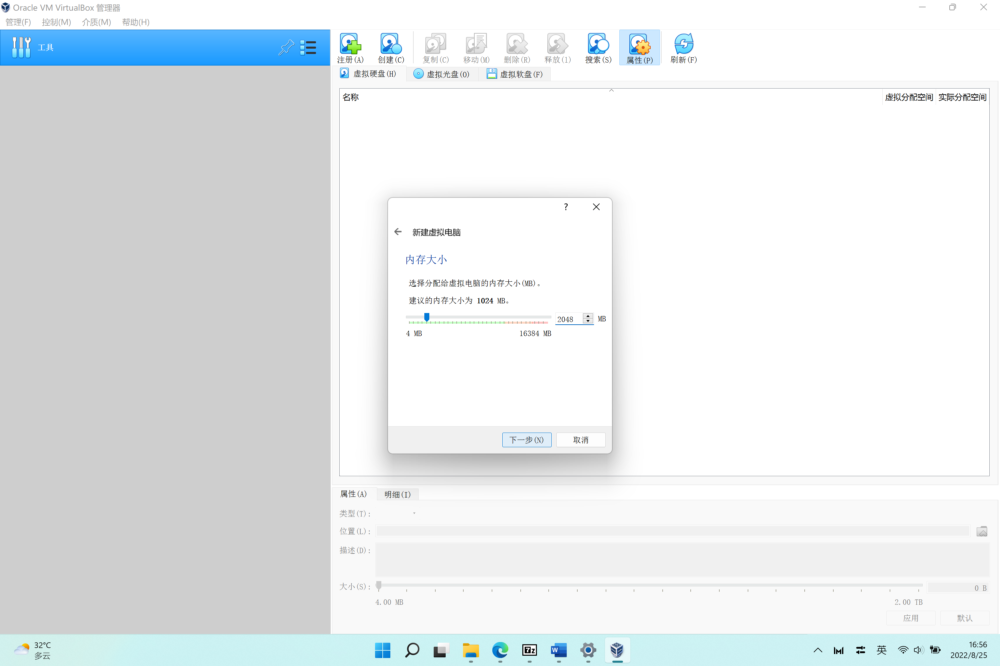 Oracle VM VirtualBox 管理器
管理(F) 控制(M) 介质(M) 帮助(H)
工具
注册(A) 创建(C) 复制(C) 移动(M) 删除(R) 释放(l) 搜索(S) 属性(P) 刷新(F)
虚拟硬盘(H) 虚拟光盘(O) 虚拟软盘(F)
名称 虚拟分配空间 实际分配空间
?
新建虚拟电脑
内存大小
选择分配给虚拟电脑的内存大小(MB)。
建议的内存大小为 1024 MB。
2048 MB
4 MB 16384 MB
下一步(N) 取消
属性(A) 明细(I)
类型(T):
位置(L):
描述(D):
大小(S): 0 B
4.00 MB 2.00 TB
应用 默认
32°C
多云
7z
W
英
16:56
2022/8/25